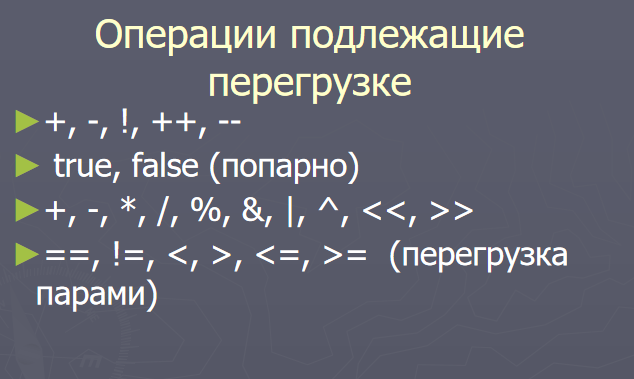 Операции подлежащие
перегрузке
+, -, !, ++, --
true, false (попарно)
+, -, *, /, %, &, |, ^, <<, >>
==, !=, <, >, <=, >= (перегрузка
парами)